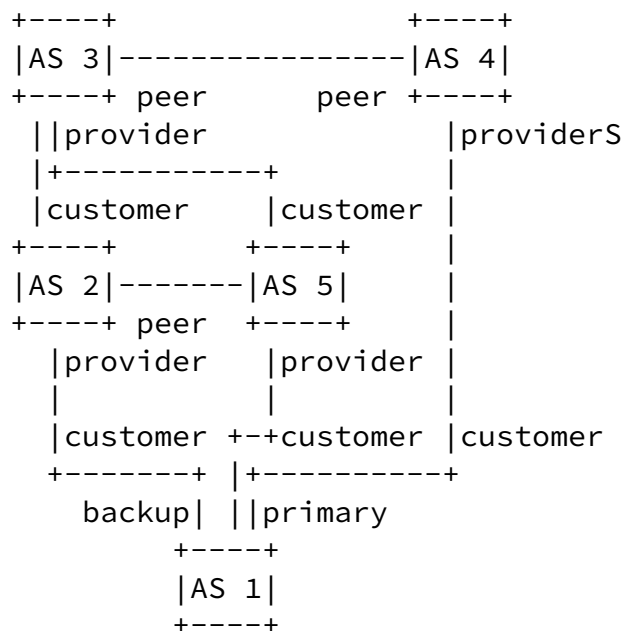 +----+                 +----+
|AS 3|-----------------|AS 4|
+----+ peer       peer +----+
 ||provider              |providerS
 |+-----------+          |
 |customer    |customer  |
+----+        +----+     |
|AS 2|-------|AS 5|      |
+----+ peer  +----+      |
  |provider   |provider  |
  |           |          |
  |customer +-+customer  |customer
  +-------+ |+----------+
    backup| ||primary
         +----+
         |AS 1|
         +----+